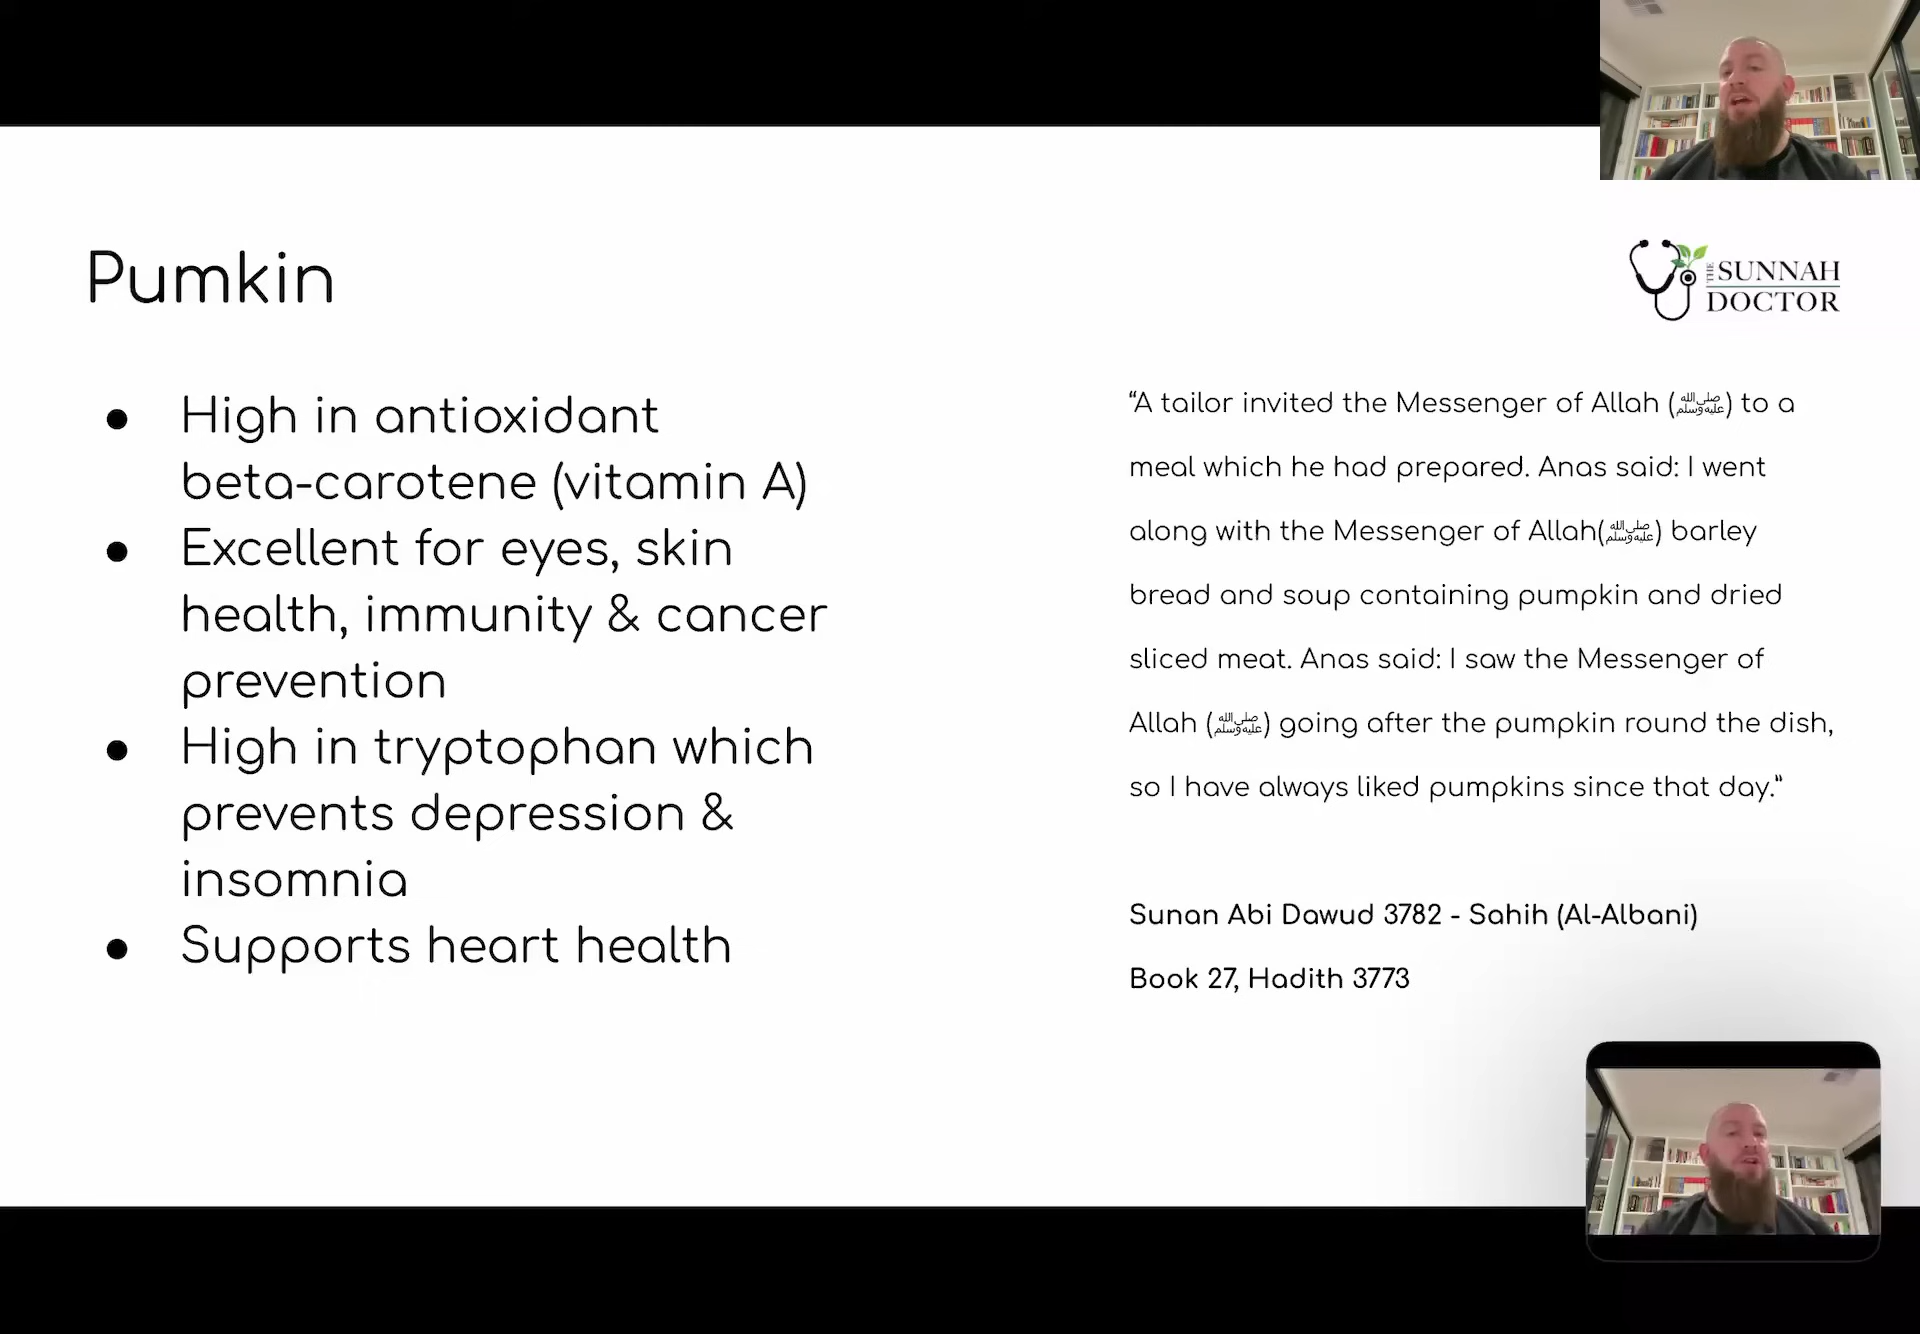 Pumkin
THE
SUNNAH
DOCTOR
● High in antioxidant
beta-carotene (vitamin A)
● Excellent for eyes, skin
health, immunity & cancer
prevention
● High in tryptophan which
prevents depression &
insomnia
● Supports heart health
“A tailor invited the Messenger of Allah (ﷺ) to a
meal which he had prepared. Anas said: I went
along with the Messenger of Allah(ﷺ) barley
bread and soup containing pumpkin and dried
sliced meat. Anas said: I saw the Messenger of
Allah (ﷺ) going after the pumpkin round the dish,
so I have always liked pumpkins since that day.”
Sunan Abi Dawud 3782 - Sahih (Al-Albani)
Book 27, Hadith 3773